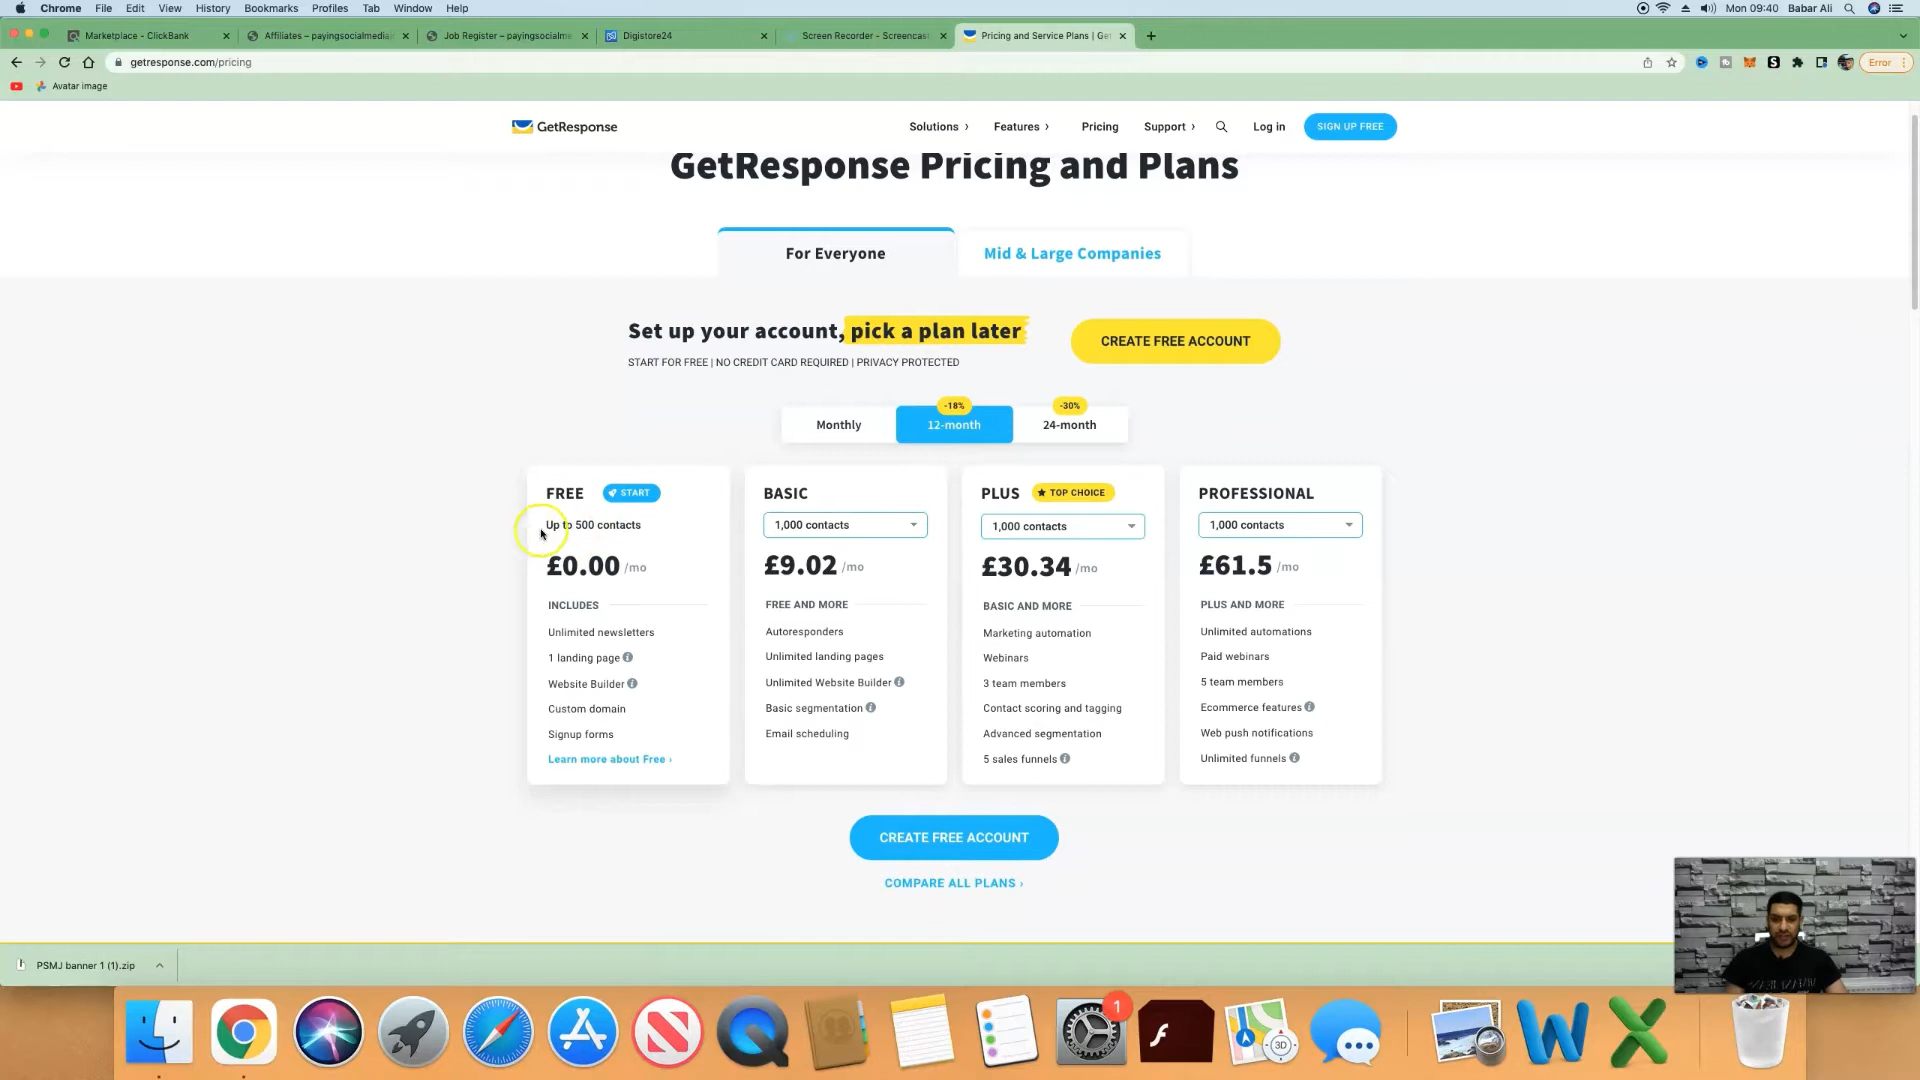 Chrome File Edit View History Bookmarks Profiles Tab Window Help Mon 09:40 Babar Ali
Marketplace - ClickBank Affiliates – payingsocialmedia Job Register – payingsocialme Digistore24 Screen Recorder - Screencast Pricing and Service Plans | Get
getresponse.com/pricing Error
Avatar image
GetResponse Solutions Features Pricing Support Log in SIGN UP FREE
GetResponse Pricing and Plans
For Everyone Mid & Large Companies
Set up your account, pick a plan later CREATE FREE ACCOUNT
START FOR FREE | NO CREDIT CARD REQUIRED | PRIVACY PROTECTED
-18% -30%
Monthly 12-month 24-month
FREE START
Up to 500 contacts
£0.00 /mo
INCLUDES
Unlimited newsletters
1 landing page
Website Builder
Custom domain
Signup forms
Learn more about Free ›
BASIC
1,000 contacts
£9.02 /mo
FREE AND MORE
Autoresponders
Unlimited landing pages
Unlimited Website Builder
Basic segmentation
Email scheduling
PLUS TOP CHOICE
1,000 contacts
£30.34 /mo
BASIC AND MORE
Marketing automation
Webinars
3 team members
Contact scoring and tagging
Advanced segmentation
5 sales funnels
PROFESSIONAL
1,000 contacts
£61.5 /mo
PLUS AND MORE
Unlimited automations
Paid webinars
5 team members
Ecommerce features
Web push notifications
Unlimited funnels
CREATE FREE ACCOUNT
COMPARE ALL PLANS ›
PSMJ banner 1 (1).zip
1
3D